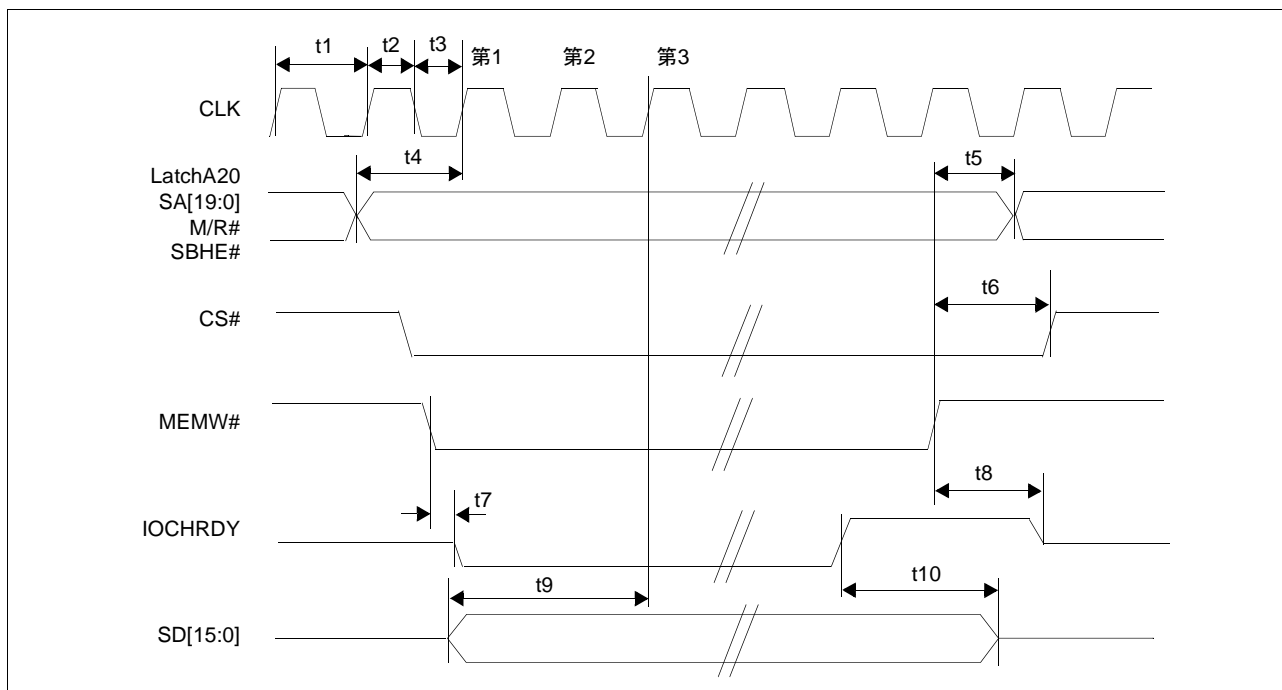 t1
t2
t3
第1
第2
第3
CLK
t4
t5
LatchA20
SA[19:0]
M/R#
SBHE#
t6
CS#
MEMW#
t7
t8
IOCHRDY
t9
t10
SD[15:0]